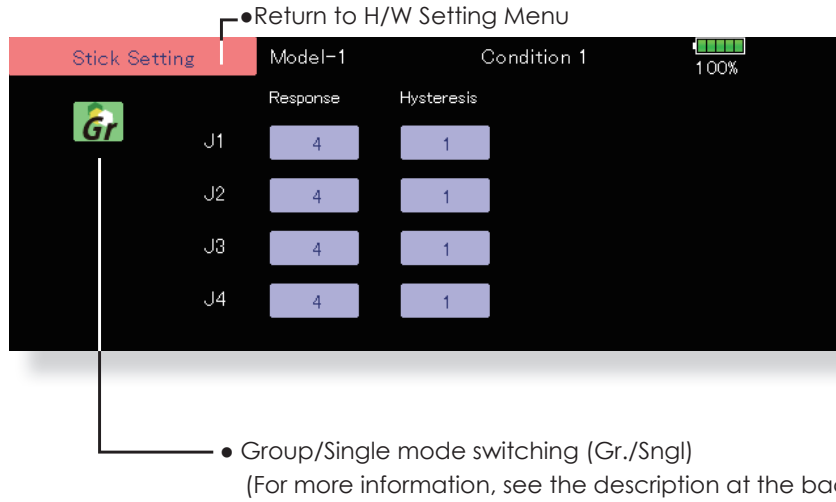 ●Return to H/W Setting Menu
Stick Setting Model-1 Condition 1 100%
Response Hysteresis
Gr
J1 4 1
J2 4 1
J3 4 1
J4 4 1
● Group/Single mode switching (Gr./Sngl)
(For more information, see the description at the